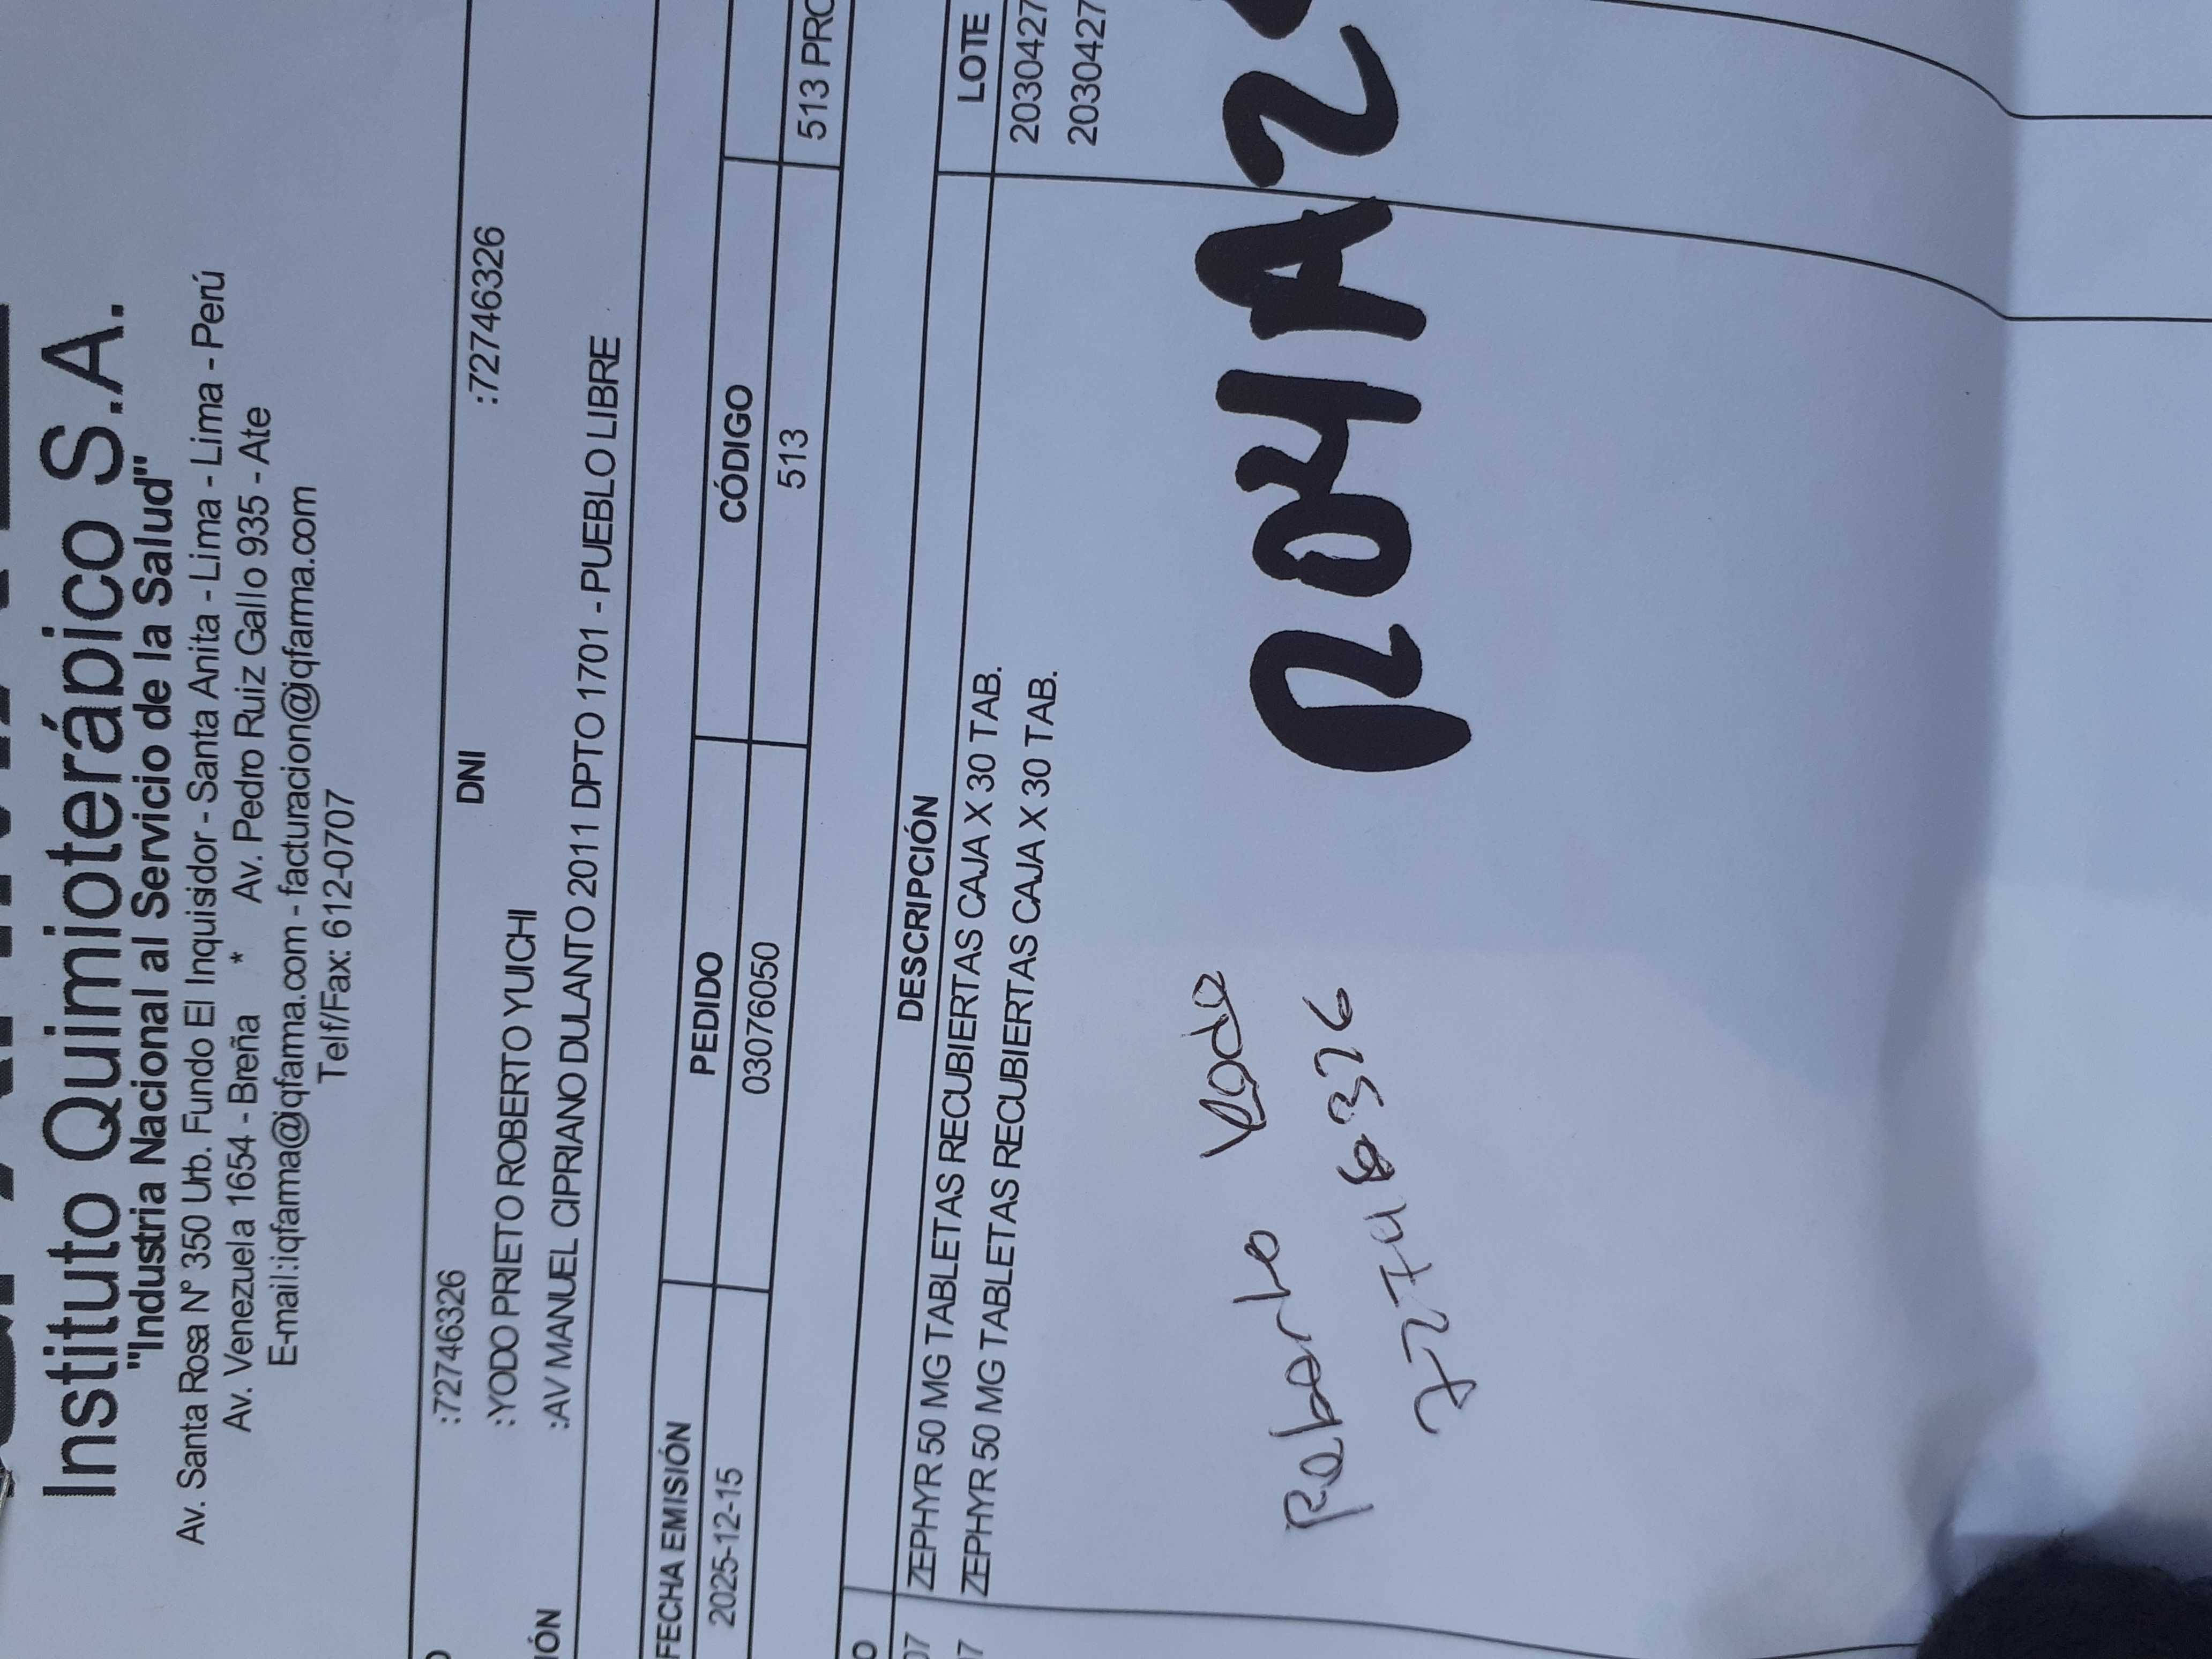 Instituto Quimioterápico S.A.
"Industria Nacional al Servicio de la Salud"
Av. Santa Rosa Nº 350 Urb. Fundo El Inquisidor - Santa Anita - Lima - Lima - Perú
Av. Venezuela 1654 - Breña * Av. Pedro Ruiz Gallo 935 - Ate
E-mail:iqfarma@iqfarma.com - facturacion@iqfarma.com
Telf/Fax: 612-0707
:72746326 DNI :72746326
:YODO PRIETO ROBERTO YUICHI
IÓN :AV MANUEL CIPRIANO DULANTO 2011 DPTO 1701 - PUEBLO LIBRE
FECHA EMISIÓN PEDIDO CÓDIGO
2025-12-15 03076050 513 513 PRO
O DESCRIPCIÓN LOTE
07 ZEPHYR 50 MG TABLETAS RECUBIERTAS CAJA X 30 TAB. 2030427
7 ZEPHYR 50 MG TABLETAS RECUBIERTAS CAJA X 30 TAB. 2030427
Roberto Yodo
72746326